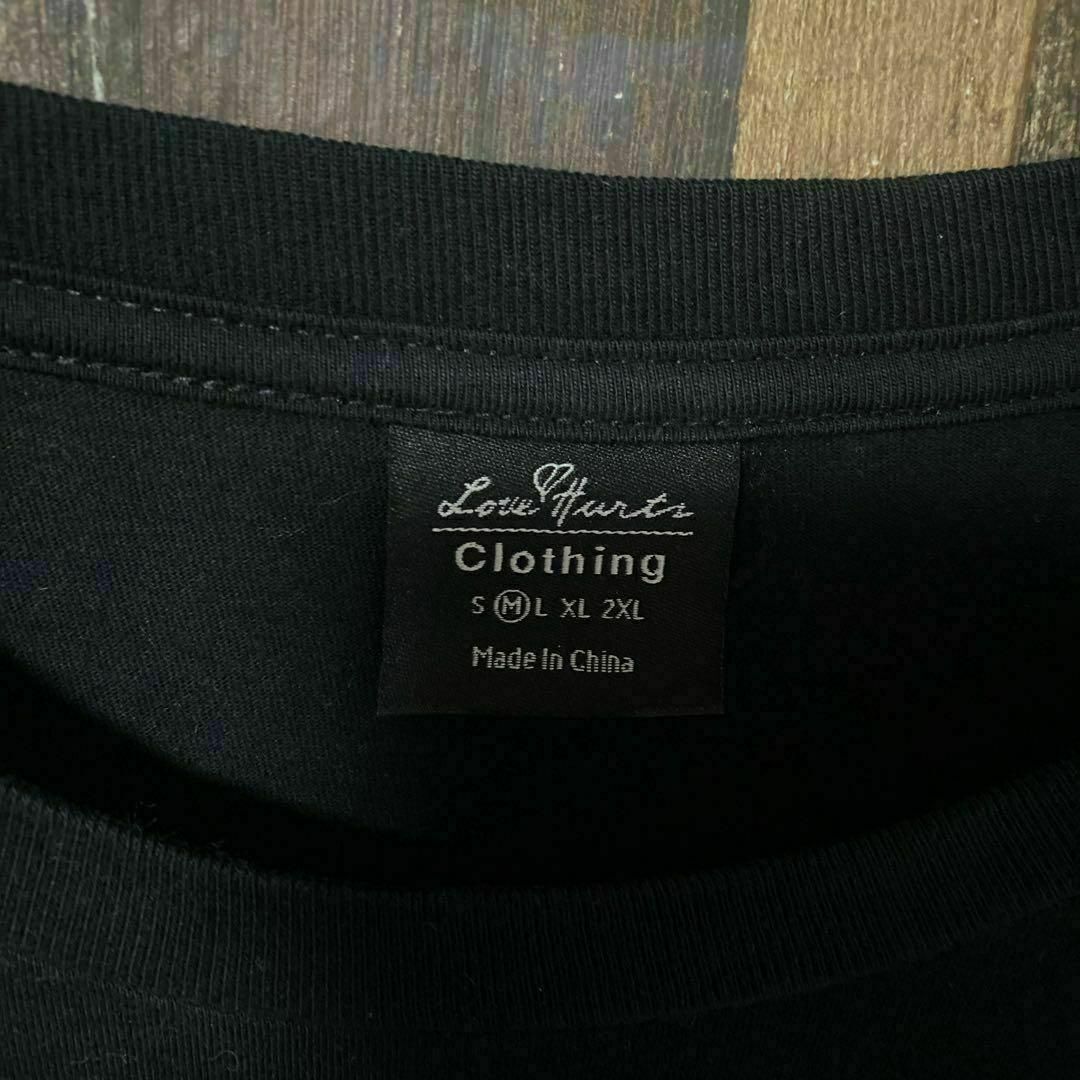 Love Hurts
Clothing
S M L XL 2XL
Made In China